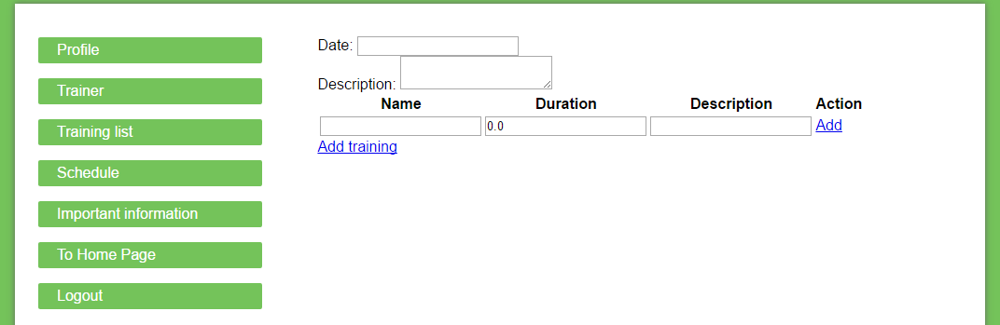 Profile
Trainer
Training list
Schedule
Important information
To Home Page
Logout
Date:
Description:
Name Duration Description Action
0.0 Add
Add training